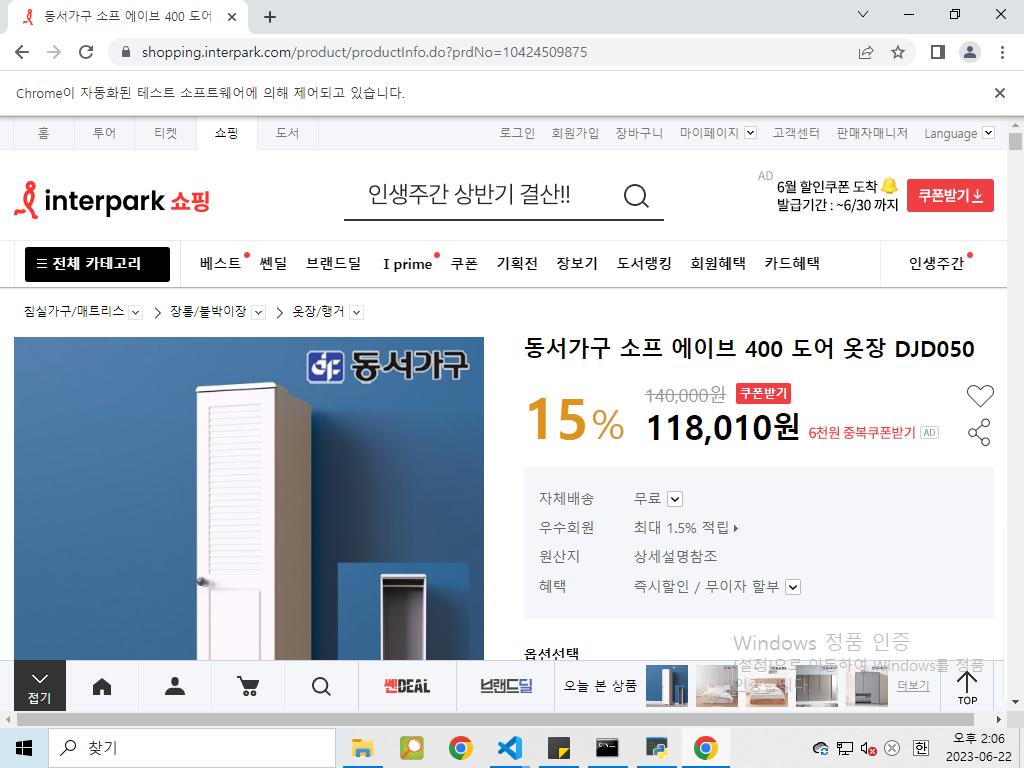 동서가구 소프 에이브 400 도어
shopping.interpark.com/product/productInfo.do?prdNo=10424509875
Chrome이 자동화된 테스트 소프트웨어에 의해 제어되고 있습니다.
홈 투어 티켓 쇼핑 도서 로그인 회원가입 장바구니 마이페이지 고객센터 판매자매니저 Language
interpark 쇼핑
인생주간 상반기 결산!!
AD
6월 할인쿠폰 도착
발급기간 : ~6/30 까지
쿠폰받기
전체 카테고리 베스트 쎈딜 브랜드딜 I prime 쿠폰 기획전 장보기 도서랭킹 회원혜택 카드혜택 인생주간
침실가구/매트리스 장롱/붙박이장 옷장/행거
동서가구
동서가구 소프 에이브 400 도어 옷장 DJD050
15% 140,000원 쿠폰받기
118,010원 6천원 중복쿠폰받기 AD
자체배송 무료
우수회원 최대 1.5% 적립
원산지 상세설명참조
혜택 즉시할인 / 무이자 할부
옵션선택
Windows 정품 인증
[설정]으로 이동하여 Windows를 정품
인증합니다.
접기
쎈DEAL
브랜드딜
오늘 본 상품
더보기
TOP
찾기
한
오후 2:06
2023-06-22